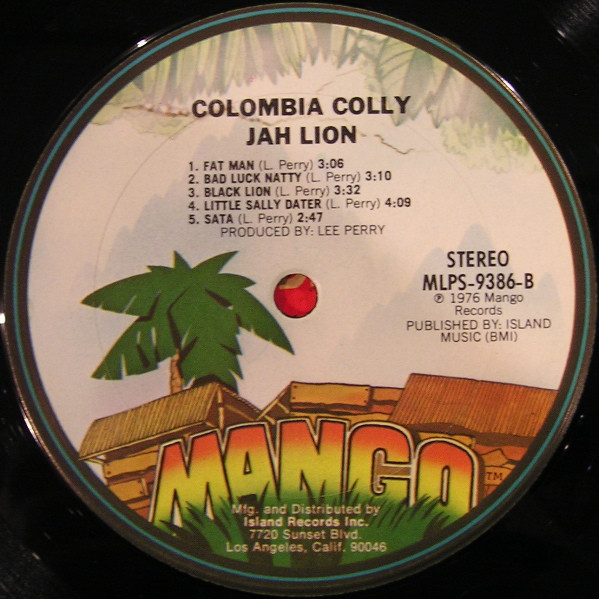 COLOMBIA COLLY
JAH LION
1. FAT MAN (L. Perry) 3:06
2. BAD LUCK NATTY (L. Perry) 3:10
3. BLACK LION (L. Perry) 3:32
4. LITTLE SALLY DATER (L. Perry) 4:09
5. SATA (L. Perry) 2:47
PRODUCED BY: LEE PERRY
STEREO
MLPS-9386-B
℗ 1976 Mango
Records
PUBLISHED BY: ISLAND
MUSIC (BMI)
MANGO TM
Mfg. and Distributed by
Island Records Inc.
7720 Sunset Blvd.
Los Angeles, Calif. 90046